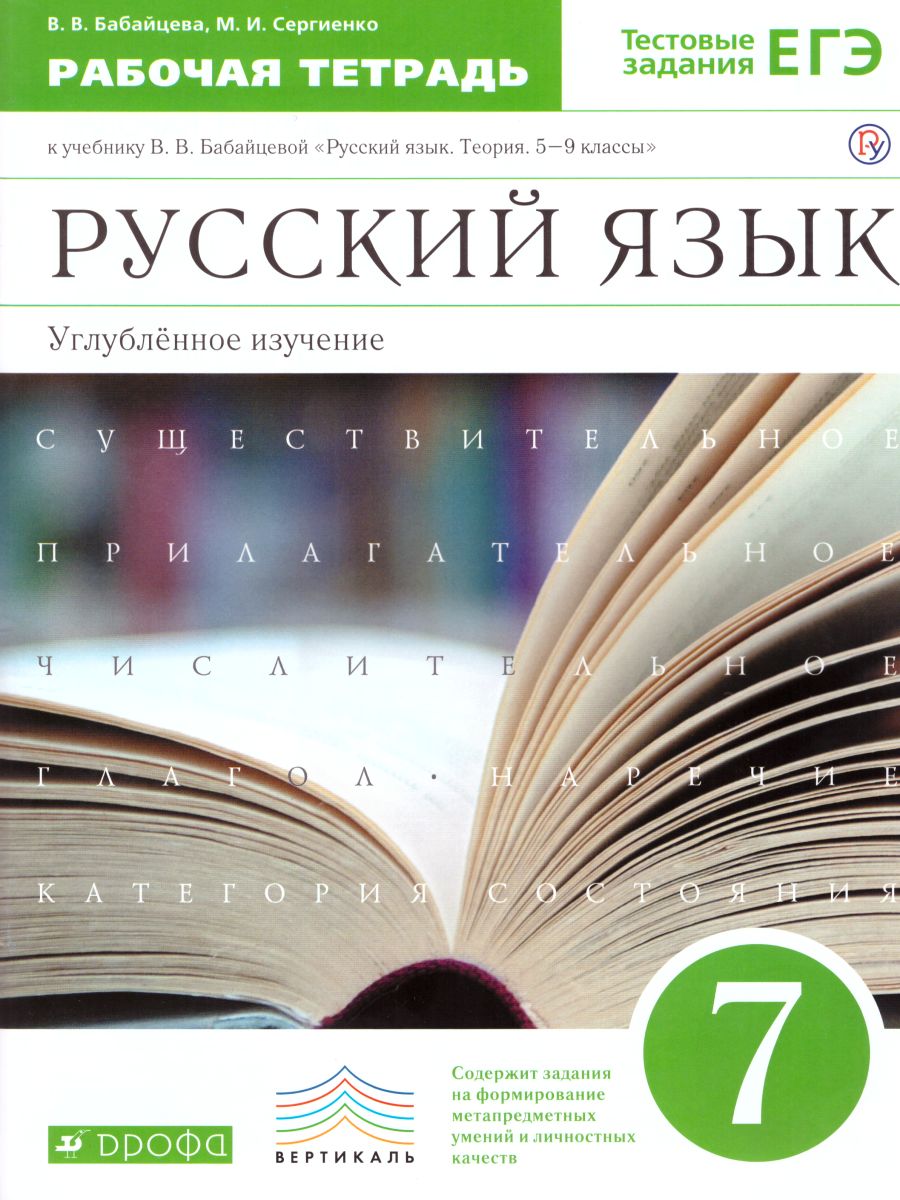 В. В. Бабайцева, М. И. Сергиенко
РАБОЧАЯ ТЕТРАДЬ
Тестовые
задания ЕГЭ
к учебнику В. В. Бабайцевой «Русский язык. Теория. 5–9 классы»
РУ
РУССКИЙ ЯЗЫК
Углублённое изучение
СУЩЕСТВИТЕЛЬНОЕ
ПРИЛАГАТЕЛЬНОЕ
ЧИСЛИТЕЛЬНОЕ
ГЛАГОЛ · НАРЕЧИЕ
КАТЕГОРИЯ СОСТОЯНИЯ
7
Содержит задания
на формирование
метапредметных
умений и личностных
качеств
ДРОФА
ВЕРТИКАЛЬ